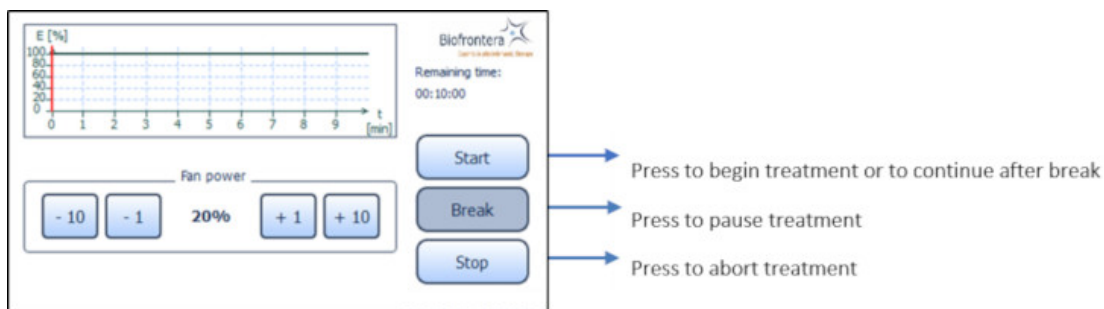 E [%]
100
80
60
40
20
0
0 1 2 3 4 5 6 7 8 9
t
[min]
Biofrontera
Remaining time:
00:10:00
Fan power
- 10 - 1 20% + 1 + 10
Start
Break
Stop
Press to begin treatment or to continue after break
Press to pause treatment
Press to abort treatment